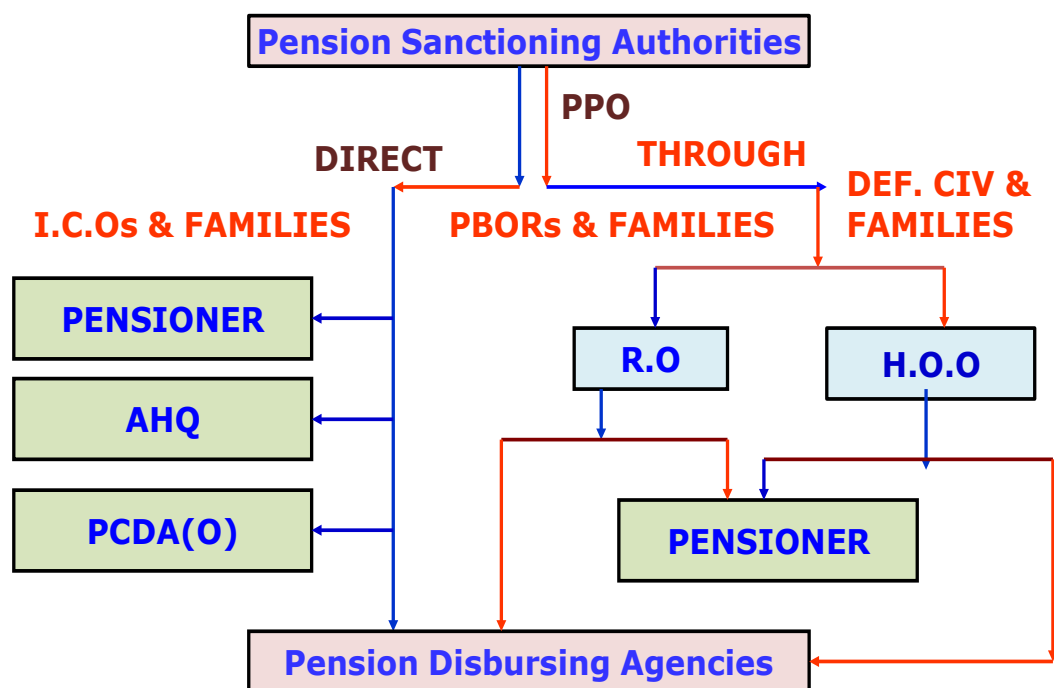 Pension Sanctioning Authorities
PPO
DIRECT
THROUGH
I.C.Os & FAMILIES
PBORs & FAMILIES
DEF. CIV &
FAMILIES
PENSIONER
R.O
H.O.O
AHQ
PCDA(O)
PENSIONER
Pension Disbursing Agencies